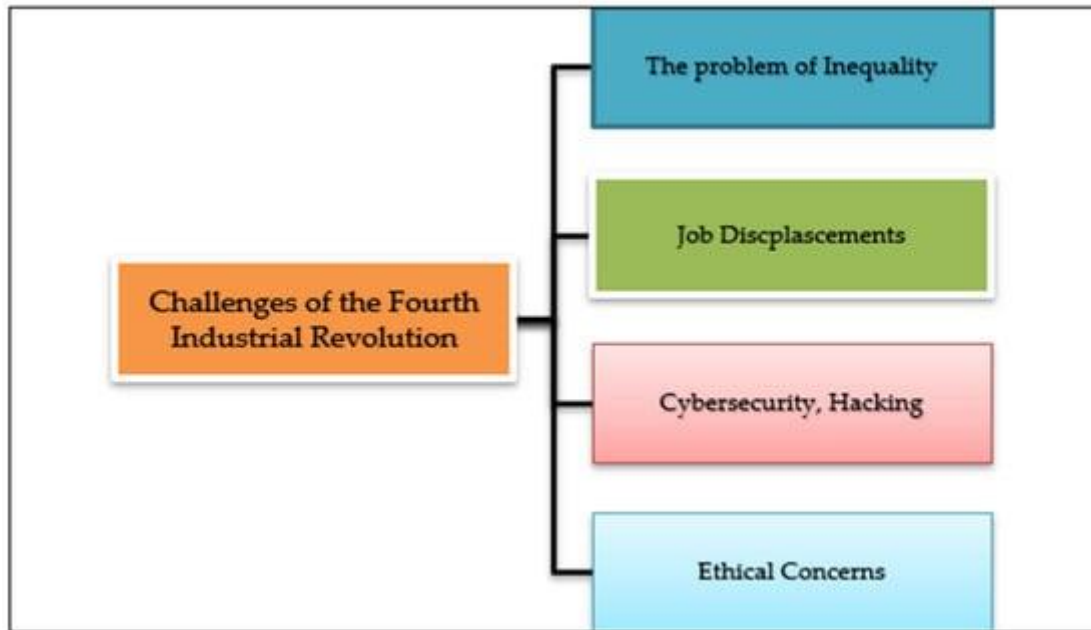 The problem of Inequality
Job Discplascements
Challenges of the Fourth
Industrial Revolution
Cybersecurity, Hacking
Ethical Concerns